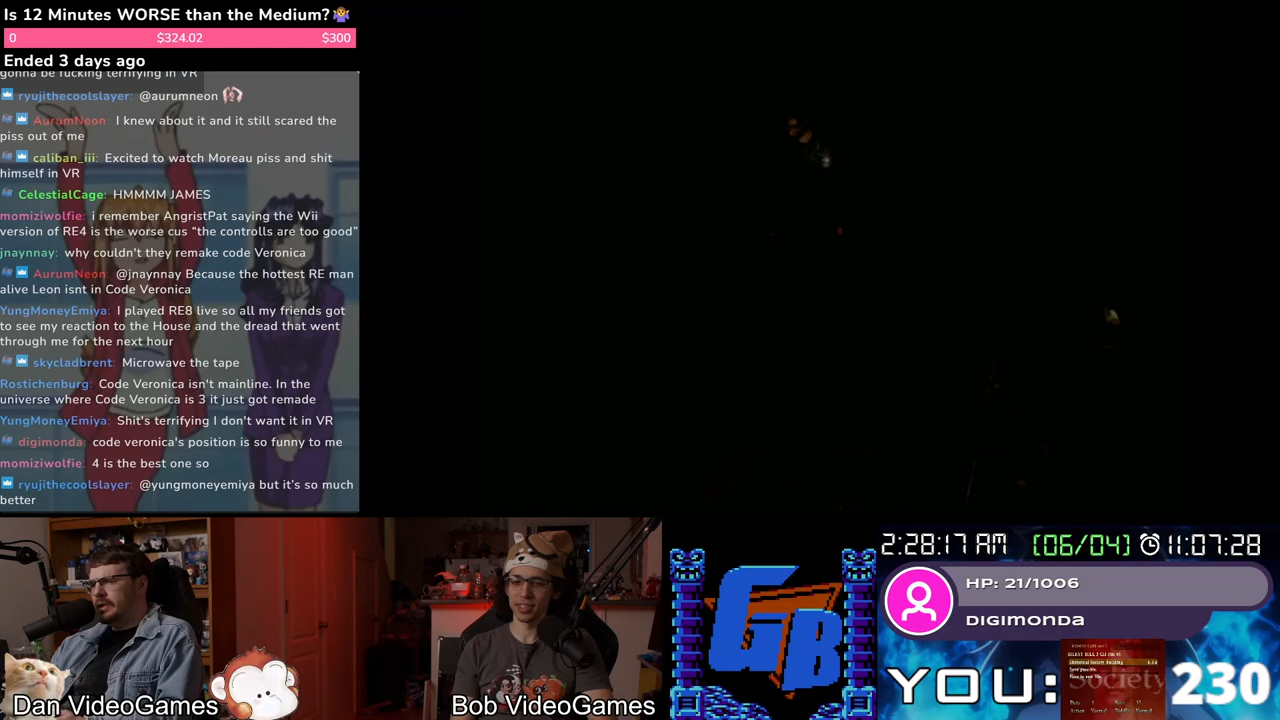 Is 12 Minutes WORSE than the Medium?🤷
0 $324.02 $300
Ended 3 days ago
gonna be fucking terrifying in VR
ryujithecoolslayer: @aurumneon
AurumNeon: I knew about it and it still scared the
piss out of me
caliban_iii: Excited to watch Moreau piss and shit
himself in VR
CelestialCage: HMMMM JAMES
momiziwolfie: i remember AngristPat saying the Wii
version of RE4 is the worse cus “the controlls are too good”
jnaynnay: why couldn't they remake code Veronica
AurumNeon: @jnaynnay Because the hottest RE man
alive Leon isnt in Code Veronica
YungMoneyEmiya: I played RE8 live so all my friends got
to see my reaction to the House and the dread that went
through me for the next hour
skycladbrent: Microwave the tape
Rostichenburg: Code Veronica isn't mainline. In the
universe where Code Veronica is 3 it just got remade
YungMoneyEmiya: Shit's terrifying I don't want it in VR
digimonda: code veronica's position is so funny to me
momiziwolfie: 4 is the best one so
ryujithecoolslayer: @yungmoneyemiya but it's so much
better
2:28:17 AM [06/04] ⏰ 11:07:28
HP: 21/1006
DIGIMONDA
GB
YOU: Society 230
Dan VideoGames
Bob VideoGames